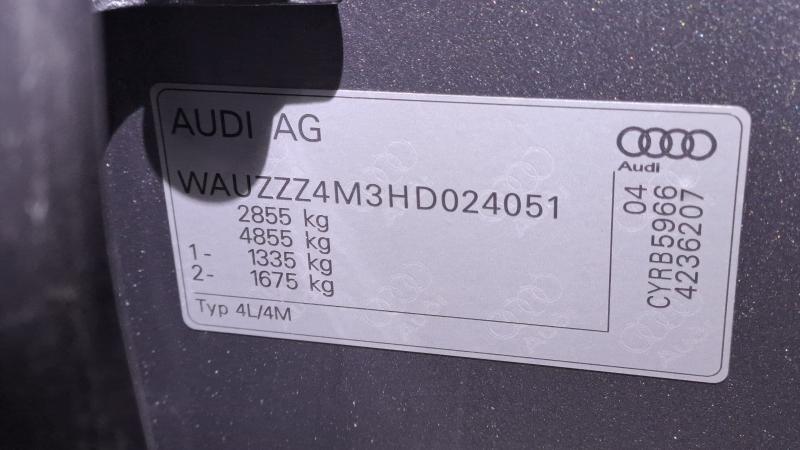 AUDI AG
WAUZZZ4M3HD024051
2855 kg
4855 kg
1- 1335 kg
2- 1675 kg
Typ 4L/4M
Audi
04
CYRB5966
4236207